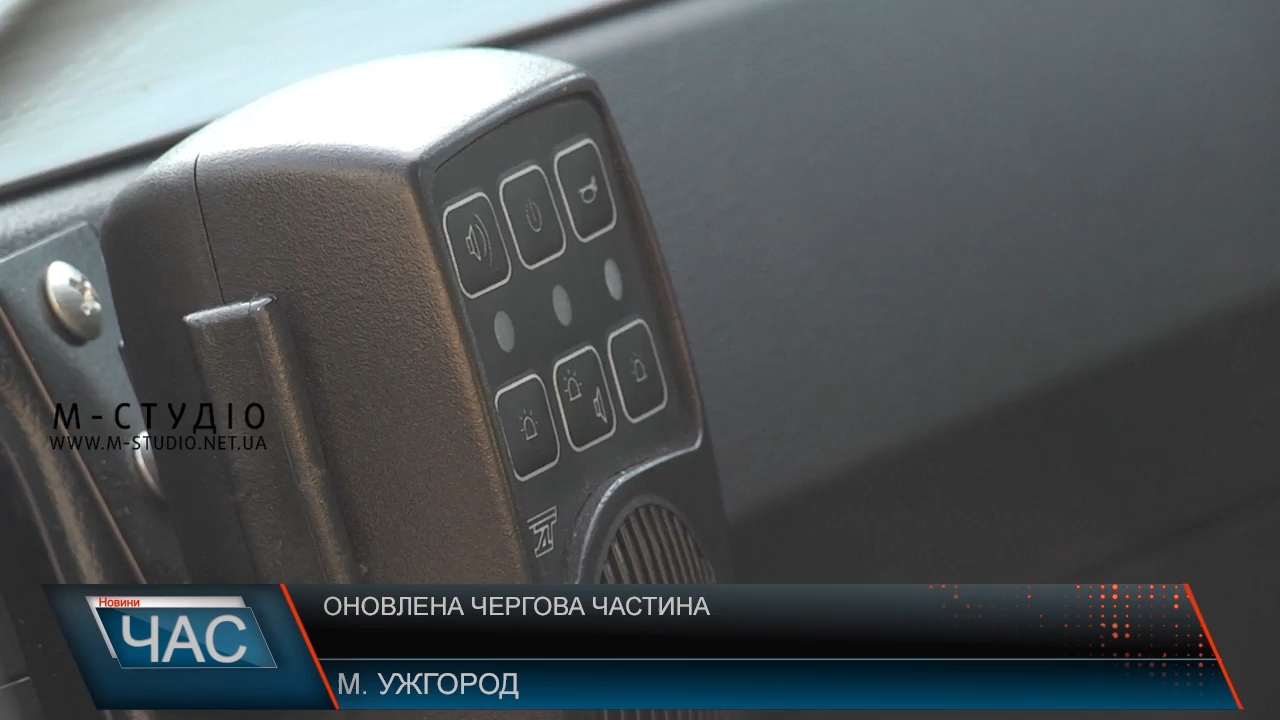 М-СТУДІО
WWW.M-STUDIO.NET.UA
Новини
ЧАС
ОНОВЛЕНА ЧЕРГОВА ЧАСТИНА
М. УЖГОРОД